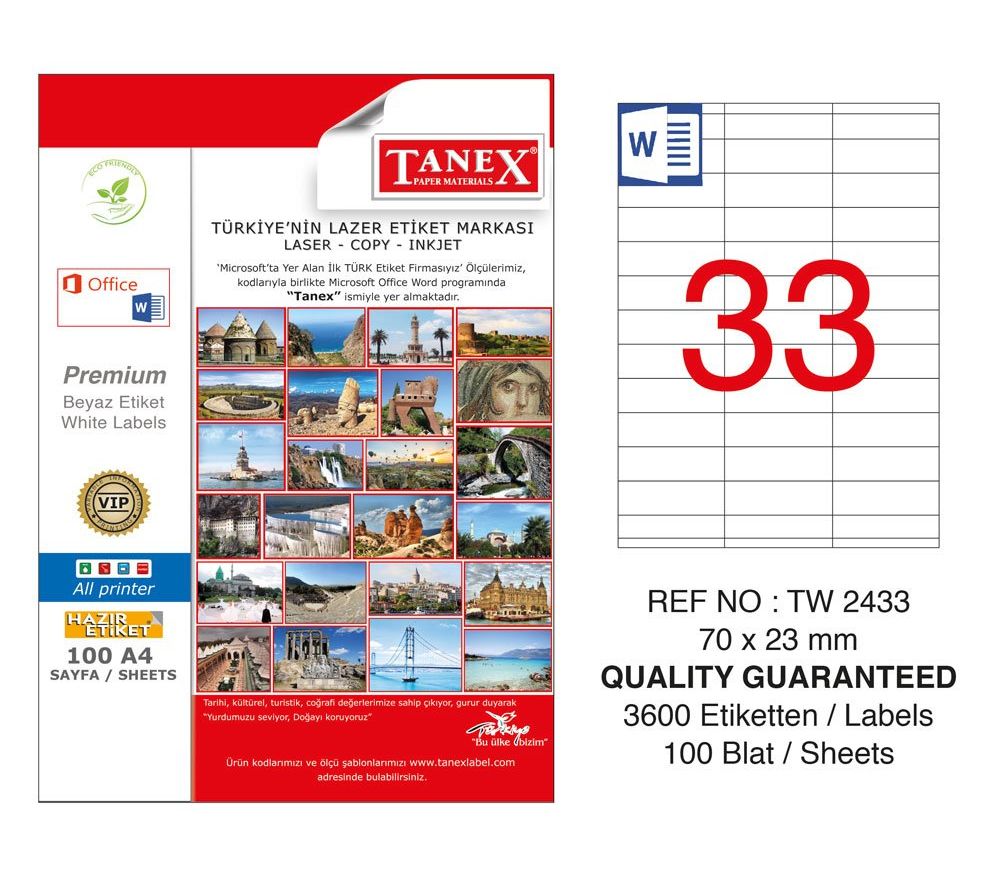 TANEX®
PAPER MATERIALS
ECO FRIENDLY
TÜRKİYE'NİN LAZER ETİKET MARKASI
LASER - COPY - INKJET
'Microsoft'ta Yer Alan İlk TÜRK Etiket Firmasıyız' Ölçülerimiz,
kodlarıyla birlikte Microsoft Office Word programında
"Tanex" ismiyle yer almaktadır.
Office
W
Premium
Beyaz Etiket
White Labels
VIP
All printer
HAZIR
ETİKET
100 A4
SAYFA / SHEETS
Tarihi, kültürel, turistik, coğrafi değerlerimize sahip çıkıyor, gurur duyarak
"Yurdumuzu seviyor, Doğayı koruyoruz"
Türkiye
"Bu ülke bizim"
Ürün kodlarımızı ve ölçü şablonlarımızı www.tanexlabel.com
adresinde bulabilirsiniz.
W
33
REF NO : TW 2433
70 x 23 mm
QUALITY GUARANTEED
3600 Etiketten / Labels
100 Blat / Sheets